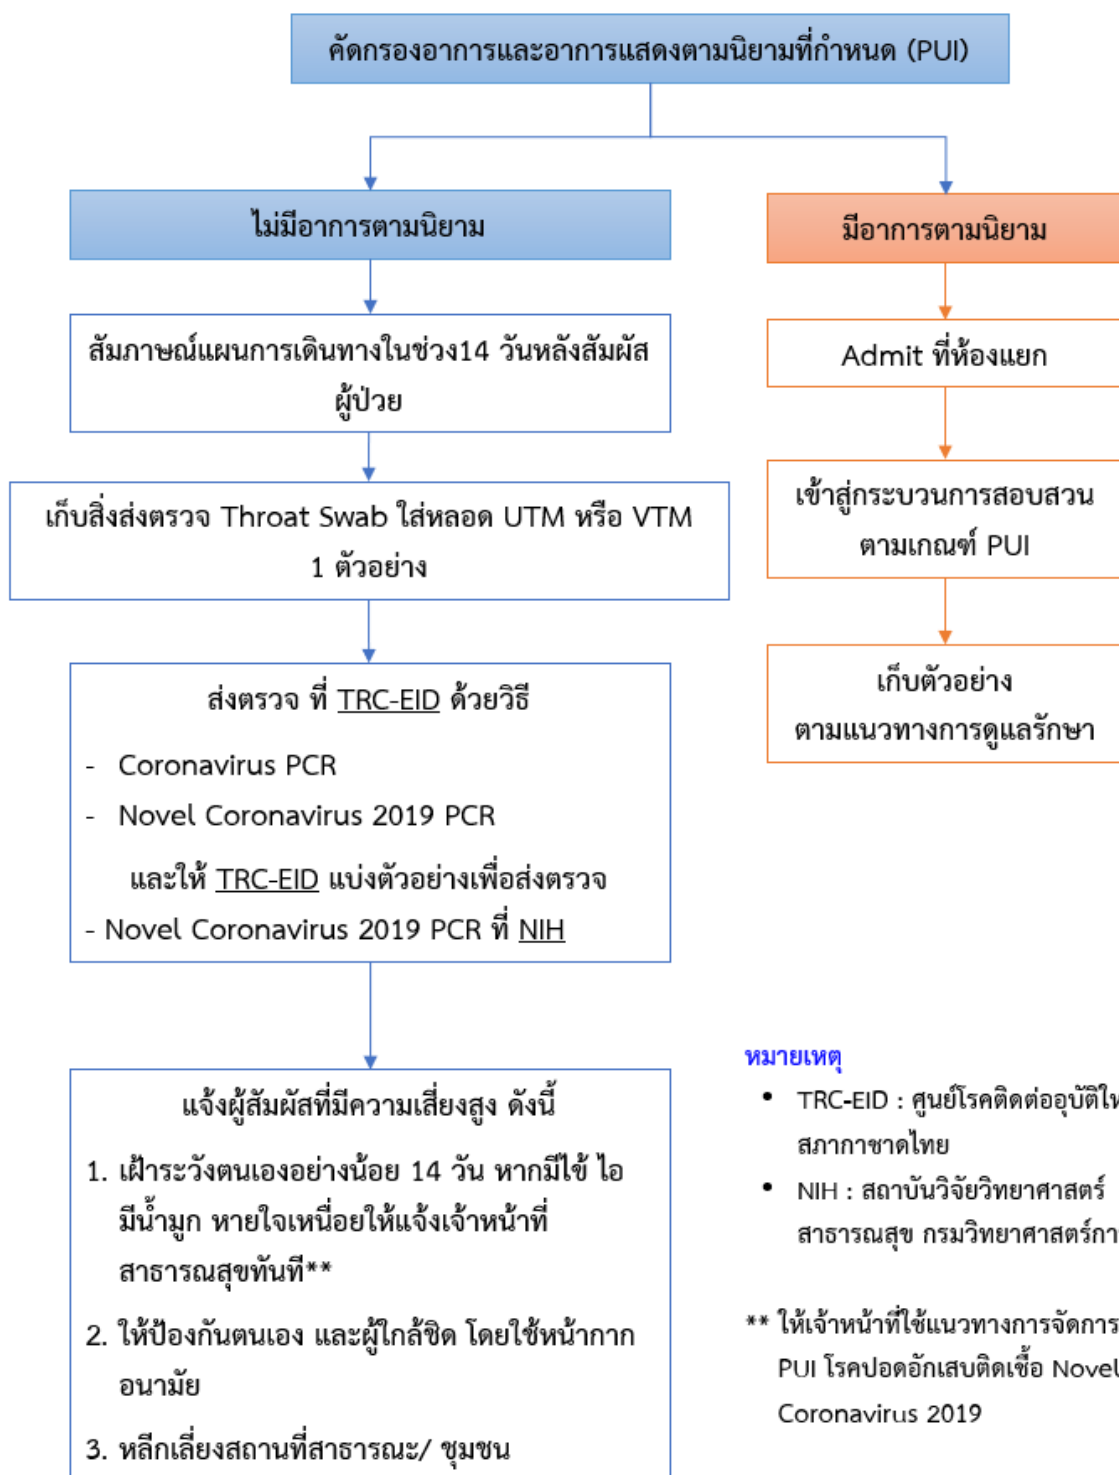 คัดกรองอาการและอาการแสดงตามนิยามที่กำหนด (PUI)
ไม่มีอาการตามนิยาม
สัมภาษณ์แผนการเดินทางในช่วง14 วันหลังสัมผัส
ผู้ป่วย
เก็บสิ่งส่งตรวจ Throat Swab ใส่หลอด UTM หรือ VTM
1 ตัวอย่าง
ส่งตรวจ ที่ TRC-EID ด้วยวิธี
- Coronavirus PCR
- Novel Coronavirus 2019 PCR
และให้ TRC-EID แบ่งตัวอย่างเพื่อส่งตรวจ
- Novel Coronavirus 2019 PCR ที่ NIH
แจ้งผู้สัมผัสที่มีความเสี่ยงสูง ดังนี้
1. เฝ้าระวังตนเองอย่างน้อย 14 วัน หากมีไข้ ไอ
มีน้ำมูก หายใจเหนื่อยให้แจ้งเจ้าหน้าที่
สาธารณสุขทันที**
2. ให้ป้องกันตนเอง และผู้ใกล้ชิด โดยใช้หน้ากาก
อนามัย
3. หลีกเลี่ยงสถานที่สาธารณะ/ ชุมชน
มีอาการตามนิยาม
Admit ที่ห้องแยก
เข้าสู่กระบวนการสอบสวน
ตามเกณฑ์ PUI
เก็บตัวอย่าง
ตามแนวทางการดูแลรักษา
หมายเหตุ
• TRC-EID : ศูนย์โรคติดต่ออุบัติให
สภากาชาดไทย
• NIH : สถาบันวิจัยวิทยาศาสตร์
สาธารณสุข กรมวิทยาศาสตร์กา
** ให้เจ้าหน้าที่ใช้แนวทางการจัดการ
PUI โรคปอดอักเสบติดเชื้อ Novel
Coronavirus 2019